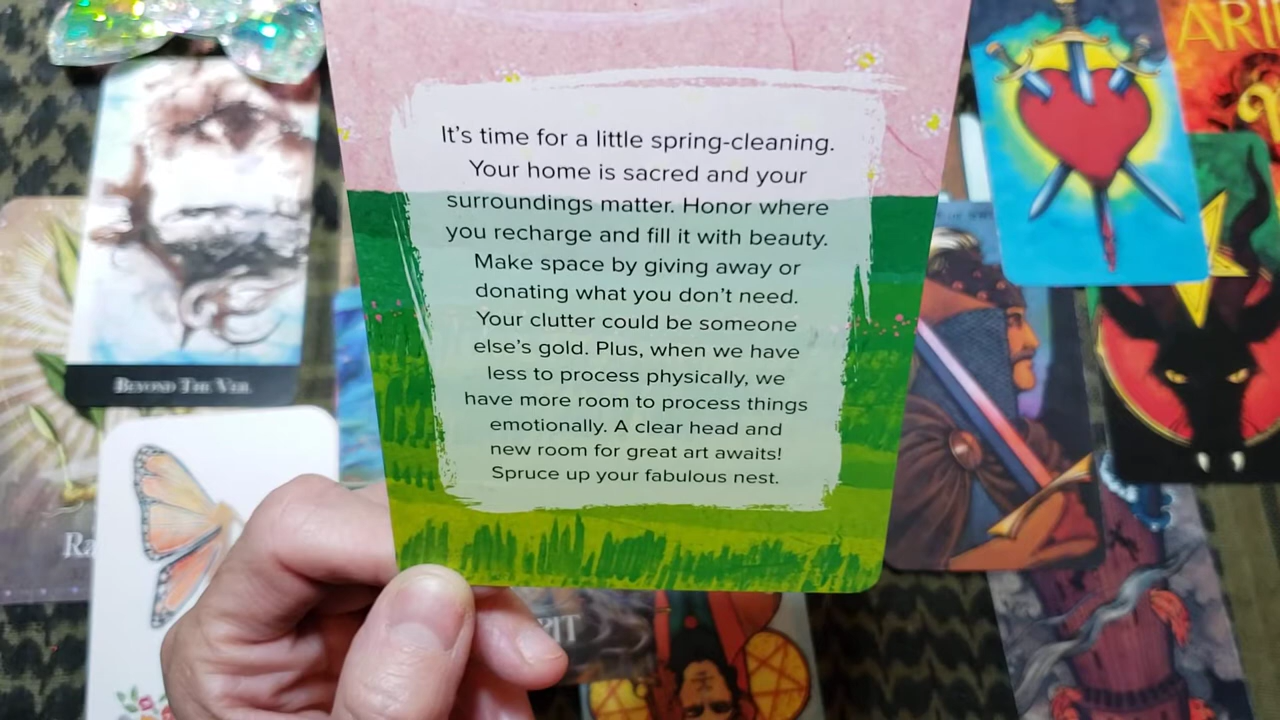 It's time for a little spring-cleaning.
Your home is sacred and your
surroundings matter. Honor where
you recharge and fill it with beauty.
Make space by giving away or
donating what you don't need.
Your clutter could be someone
else's gold. Plus, when we have
less to process physically, we
have more room to process things
emotionally. A clear head and
new room for great art awaits!
Spruce up your fabulous nest.
Beyond The Veil